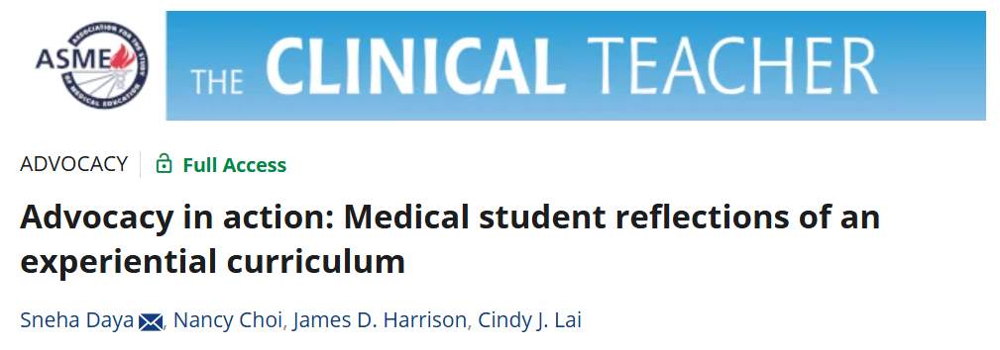 ASSOCIATION FOR THE STUDY
ASME
OF MEDICAL EDUCATION
THE CLINICAL TEACHER
ADVOCACY
Full Access
Advocacy in action: Medical student reflections of an
experiential curriculum
Sneha Daya, Nancy Choi, James D. Harrison, Cindy J. Lai